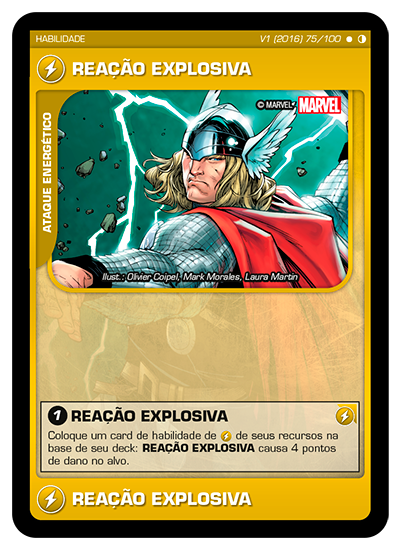 HABILIDADE
V1 (2016) 75/100
REAÇÃO EXPLOSIVA
© MARVEL
MARVEL
ATAQUE ENERGÉTICO
Ilust.: Olivier Coipel, Mark Morales, Laura Martin
1 REAÇÃO EXPLOSIVA
Coloque um card de habilidade de de seus recursos na
base de seu deck: REAÇÃO EXPLOSIVA causa 4 pontos
de dano no alvo.
REAÇÃO EXPLOSIVA